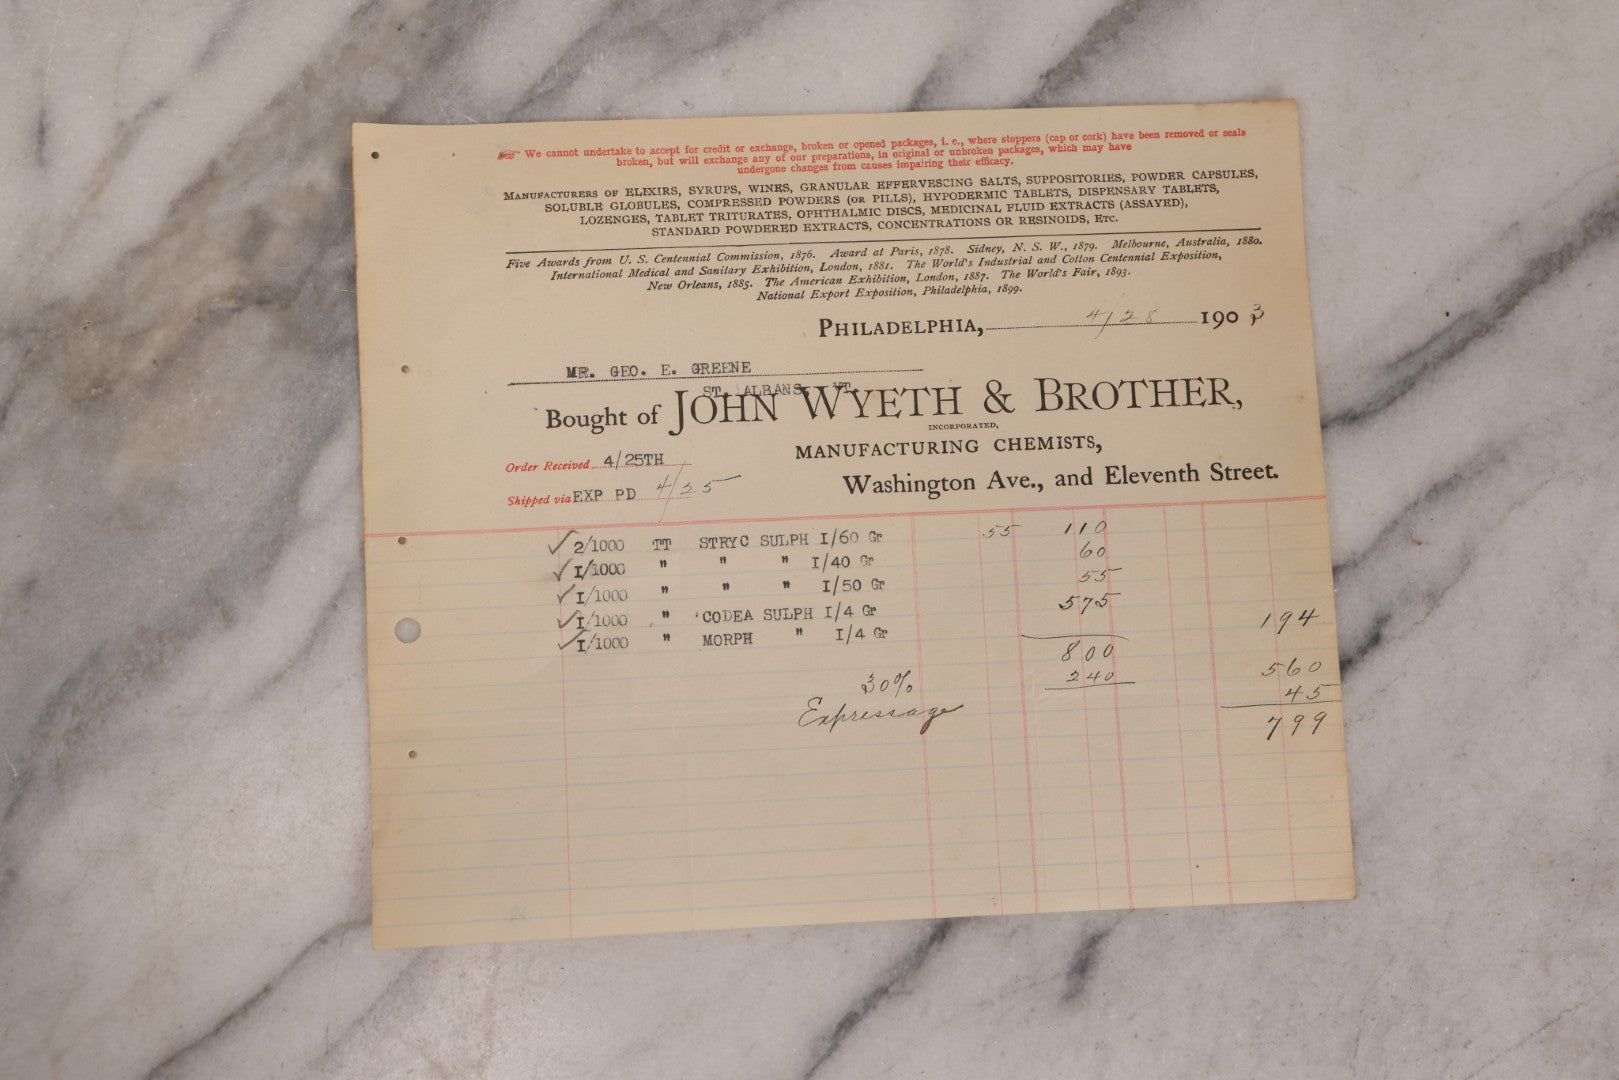 ☞ We cannot undertake to accept for credit or exchange, broken or opened packages, i. e., where stoppers (cap or cork) have been removed or seals
broken, but will exchange any of our preparations, in original or unbroken packages, which may have
undergone changes from causes impairing their efficacy.
MANUFACTURERS OF ELIXIRS, SYRUPS, WINES, GRANULAR EFFERVESCING SALTS, SUPPOSITORIES, POWDER CAPSULES,
SOLUBLE GLOBULES, COMPRESSED POWDERS (OR PILLS), HYPODERMIC TABLETS, DISPENSARY TABLETS,
LOZENGES, TABLET TRITURATES, OPHTHALMIC DISCS, MEDICINAL FLUID EXTRACTS (ASSAYED),
STANDARD POWDERED EXTRACTS, CONCENTRATIONS OR RESINOIDS, ETC.
Five Awards from U. S. Centennial Commission, 1876. Award at Paris, 1878. Sidney, N. S. W., 1879. Melbourne, Australia, 1880.
International Medical and Sanitary Exhibition, London, 1881. The World's Industrial and Cotton Centennial Exposition,
New Orleans, 1885. The American Exhibition, London, 1887. The World's Fair, 1893.
National Export Exposition, Philadelphia, 1899.
PHILADELPHIA, 4/28 1903
MR. GEO. E. GREENE
ST. ALBANS, VT.
Bought of JOHN WYETH & BROTHER,
INCORPORATED,
MANUFACTURING CHEMISTS,
Order Received 4/25TH
Washington Ave., and Eleventh Street.
Shipped via EXP PD 4/25
✓ 2/1000 TT STRYC SULPH I/60 Gr 55 110
✓ I/1000 " " " I/40 Gr 60
✓ I/1000 " " " I/50 Gr 55
✓ I/1000 " CODEA SULPH I/4 Gr 575
✓ I/1000 " MORPH " I/4 Gr 194
800
30% 240 560
Expressage 45
799